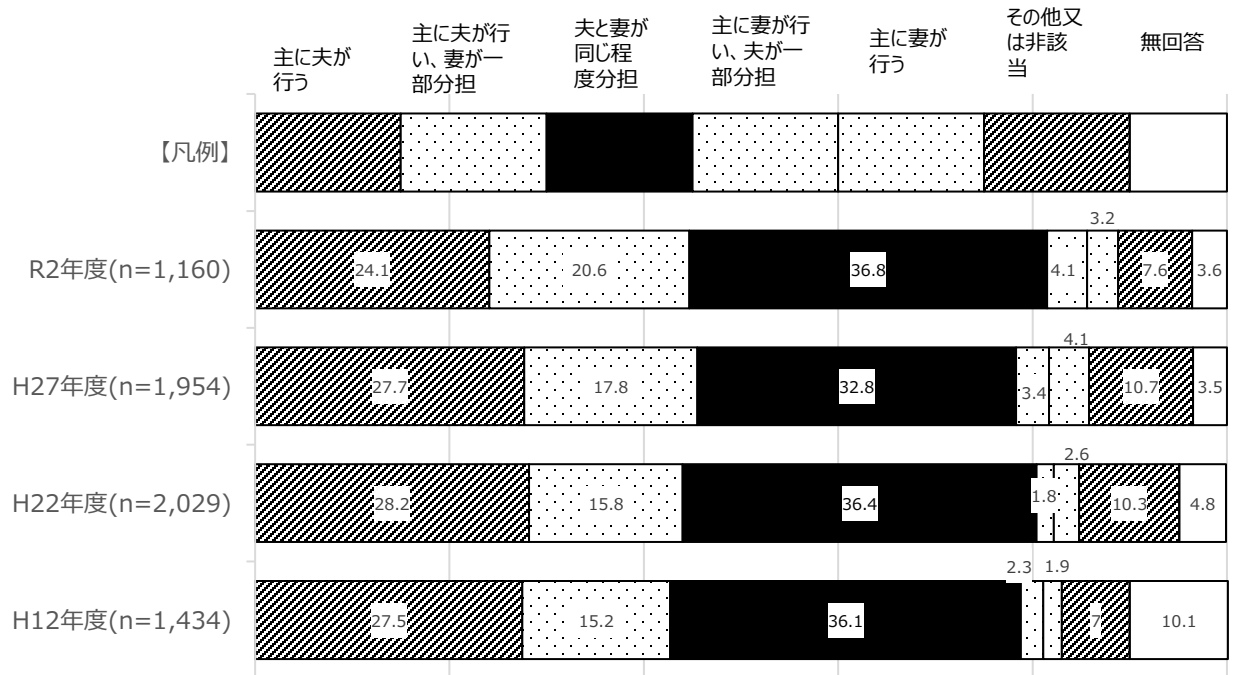 主に夫が
行う
主に夫が行
い、妻が一
部分担
夫と妻が
同じ程
度分担
主に妻が行
い、夫が一
部分担
主に妻が
行う
その他又
は非該
当
無回答
【凡例】
3.2
R2年度(n=1,160) 24.1 20.6 36.8 4.1 7.6 3.6
4.1
H27年度(n=1,954) 27.7 17.8 32.8 3.4 10.7 3.5
2.6
H22年度(n=2,029) 28.2 15.8 36.4 1.8 10.3 4.8
2.3 1.9
H12年度(n=1,434) 27.5 15.2 36.1 7 10.1